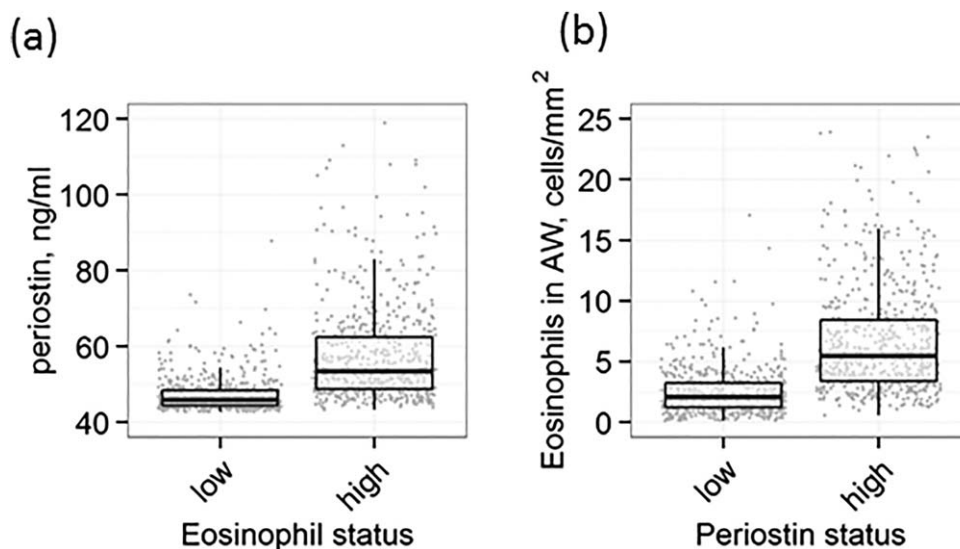 (a)
periostin, ng/ml
120
100
80
60
40
low
high
Eosinophil status
(b)
Eosinophils in AW, cells/mm²
25
20
15
10
5
0
low
high
Periostin status